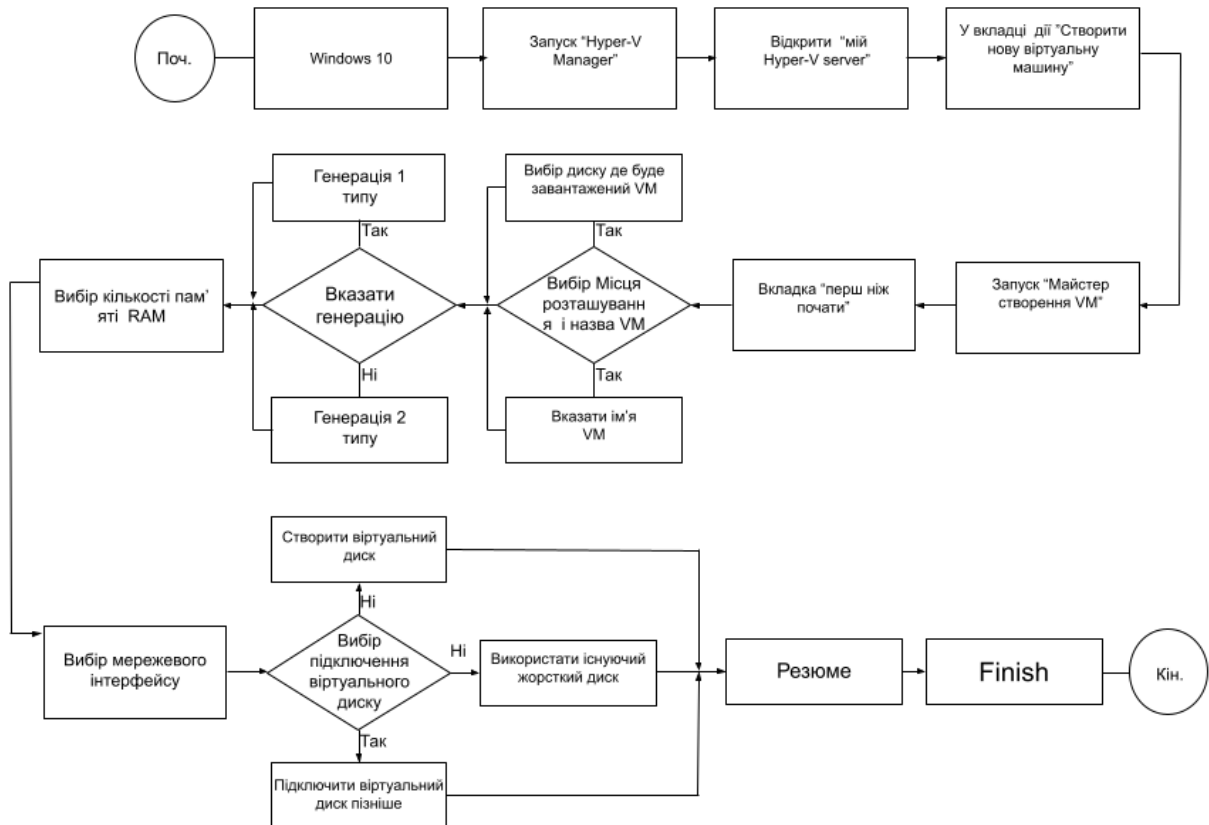 Поч.
Windows 10
Запуск “Hyper-V
Manager”
Відкрити “мій
Hyper-V server”
У вкладці дії "Створити
нову віртуальну
машину”
Генерація 1
типу
Вибір диску де буде
завантажений VM
Так
Так
Вибір кількості пам’
яті RAM
Вказати
генерацію
Вибір Місця
розташуванн
я і назва VM
Вкладка “перш ніж
почати”
Запуск “Майстер
створення VM”
Ні
Так
Генерація 2
типу
Вказати ім’я
VM
Створити віртуальний
диск
Ні
Вибір мережевого
інтерфейсу
Вибір
підключення
віртуального
диску
Ні
Використати існуючий
жорсткий диск
Резюме
Finish
Кін.
Так
Підключити віртуальний
диск пізніше